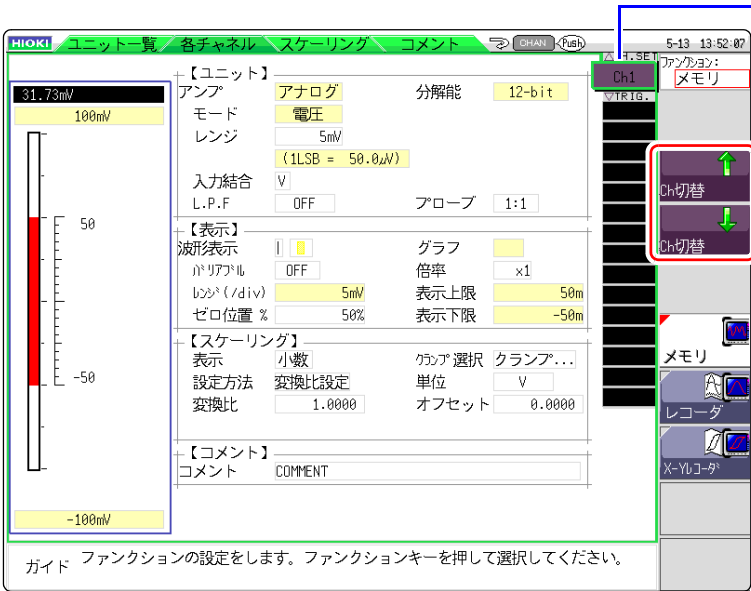 HIOKI ユニット一覧 各チャネル スケーリング コメント CHAN Push 5-13 13:52:07
ファンクション:
メモリ
Ch1
▽TRIG.
31.73mV
100mV
50
-50
-100mV
【ユニット】
アンプ アナログ 分解能 12-bit
モード 電圧
レンジ 5mV
(1LSB = 50.0μV)
入力結合 V
L.P.F OFF プローブ 1:1
【表示】
波形表示 グラフ
バリアブル OFF 倍率 ×1
レンジ(/div) 5mV 表示上限 50m
ゼロ位置 % 50% 表示下限 -50m
【スケーリング】
表示 小数 クランプ選択 クランプ...
設定方法 変換比設定 単位 V
変換比 1.0000 オフセット 0.0000
【コメント】
コメント COMMENT
Ch切替
Ch切替
メモリ
レコーダ
X-Yレコーダ
ガイド ファンクションの設定をします。ファンクションキーを押して選択してください。